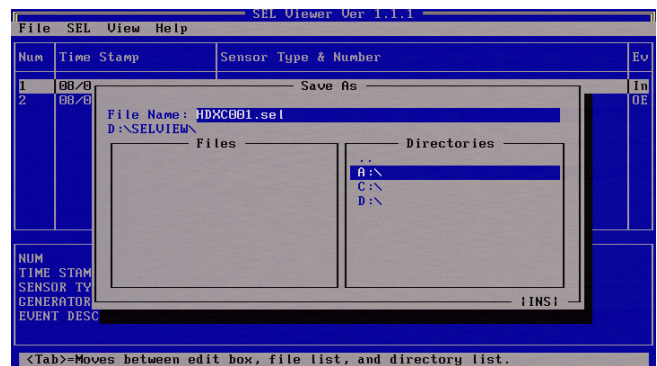 SEL Viewer Ver 1.1.1
File SEL View Help
Num Time Stamp Sensor Type & Number Ev
1 08/0 In
2 08/0 OE
Save As
File Name: HDXC001.sel
D:\SELVIEW\
Files Directories
..
A:\
C:\
D:\
NUM
TIME STAM
SENSOR TY
GENERATOR
EVENT DESC
INS
<Tab>=Moves between edit box, file list, and directory list.